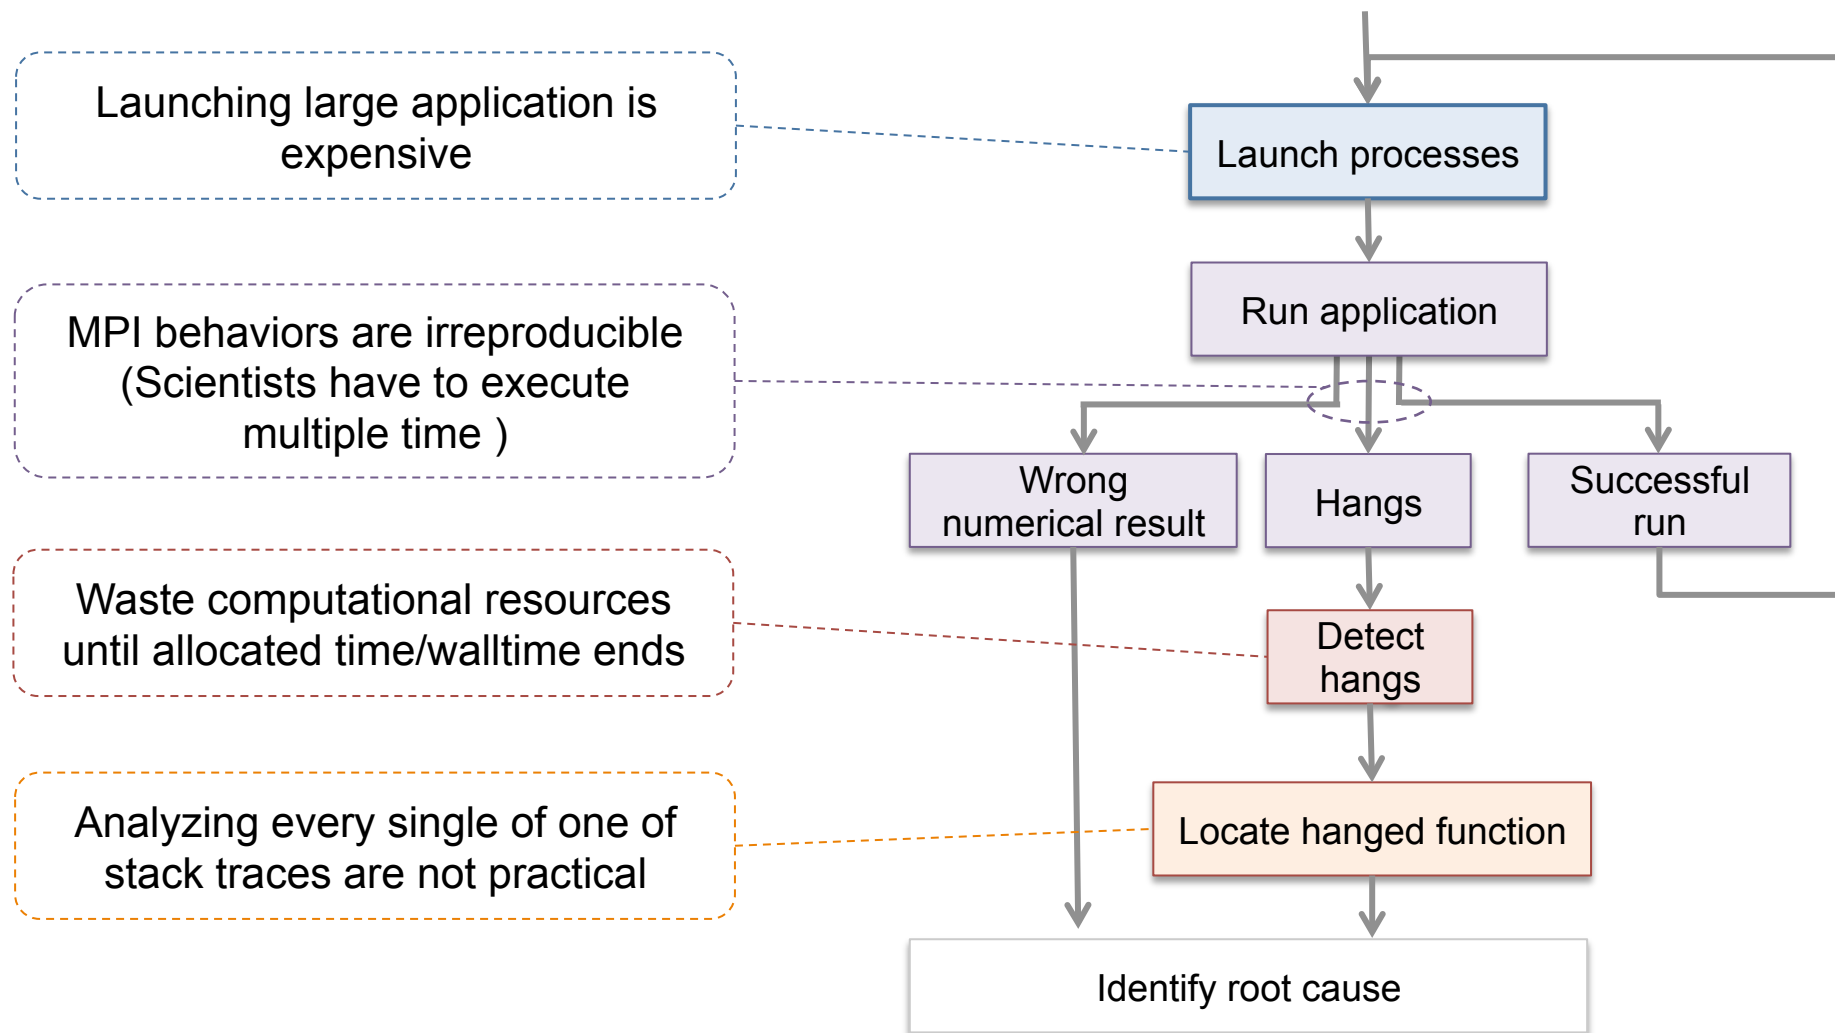 Launching large application is
expensive
Launch processes
MPI behaviors are irreproducible
(Scientists have to execute
multiple time )
Run application
Wrong
numerical result
Hangs
Successful
run
Waste computational resources
until allocated time/walltime ends
Detect
hangs
Analyzing every single of one of
stack traces are not practical
Locate hanged function
Identify root cause